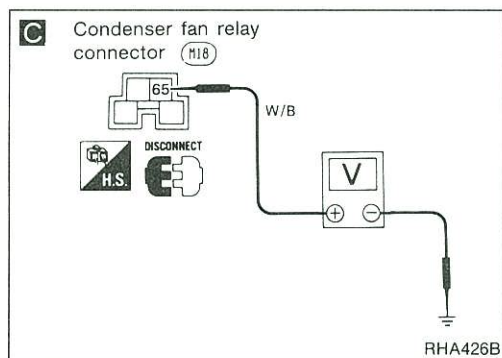 C Condenser fan relay
connector M18
65
W/B
DISCONNECT
H.S.
V
+ −
RHA426B